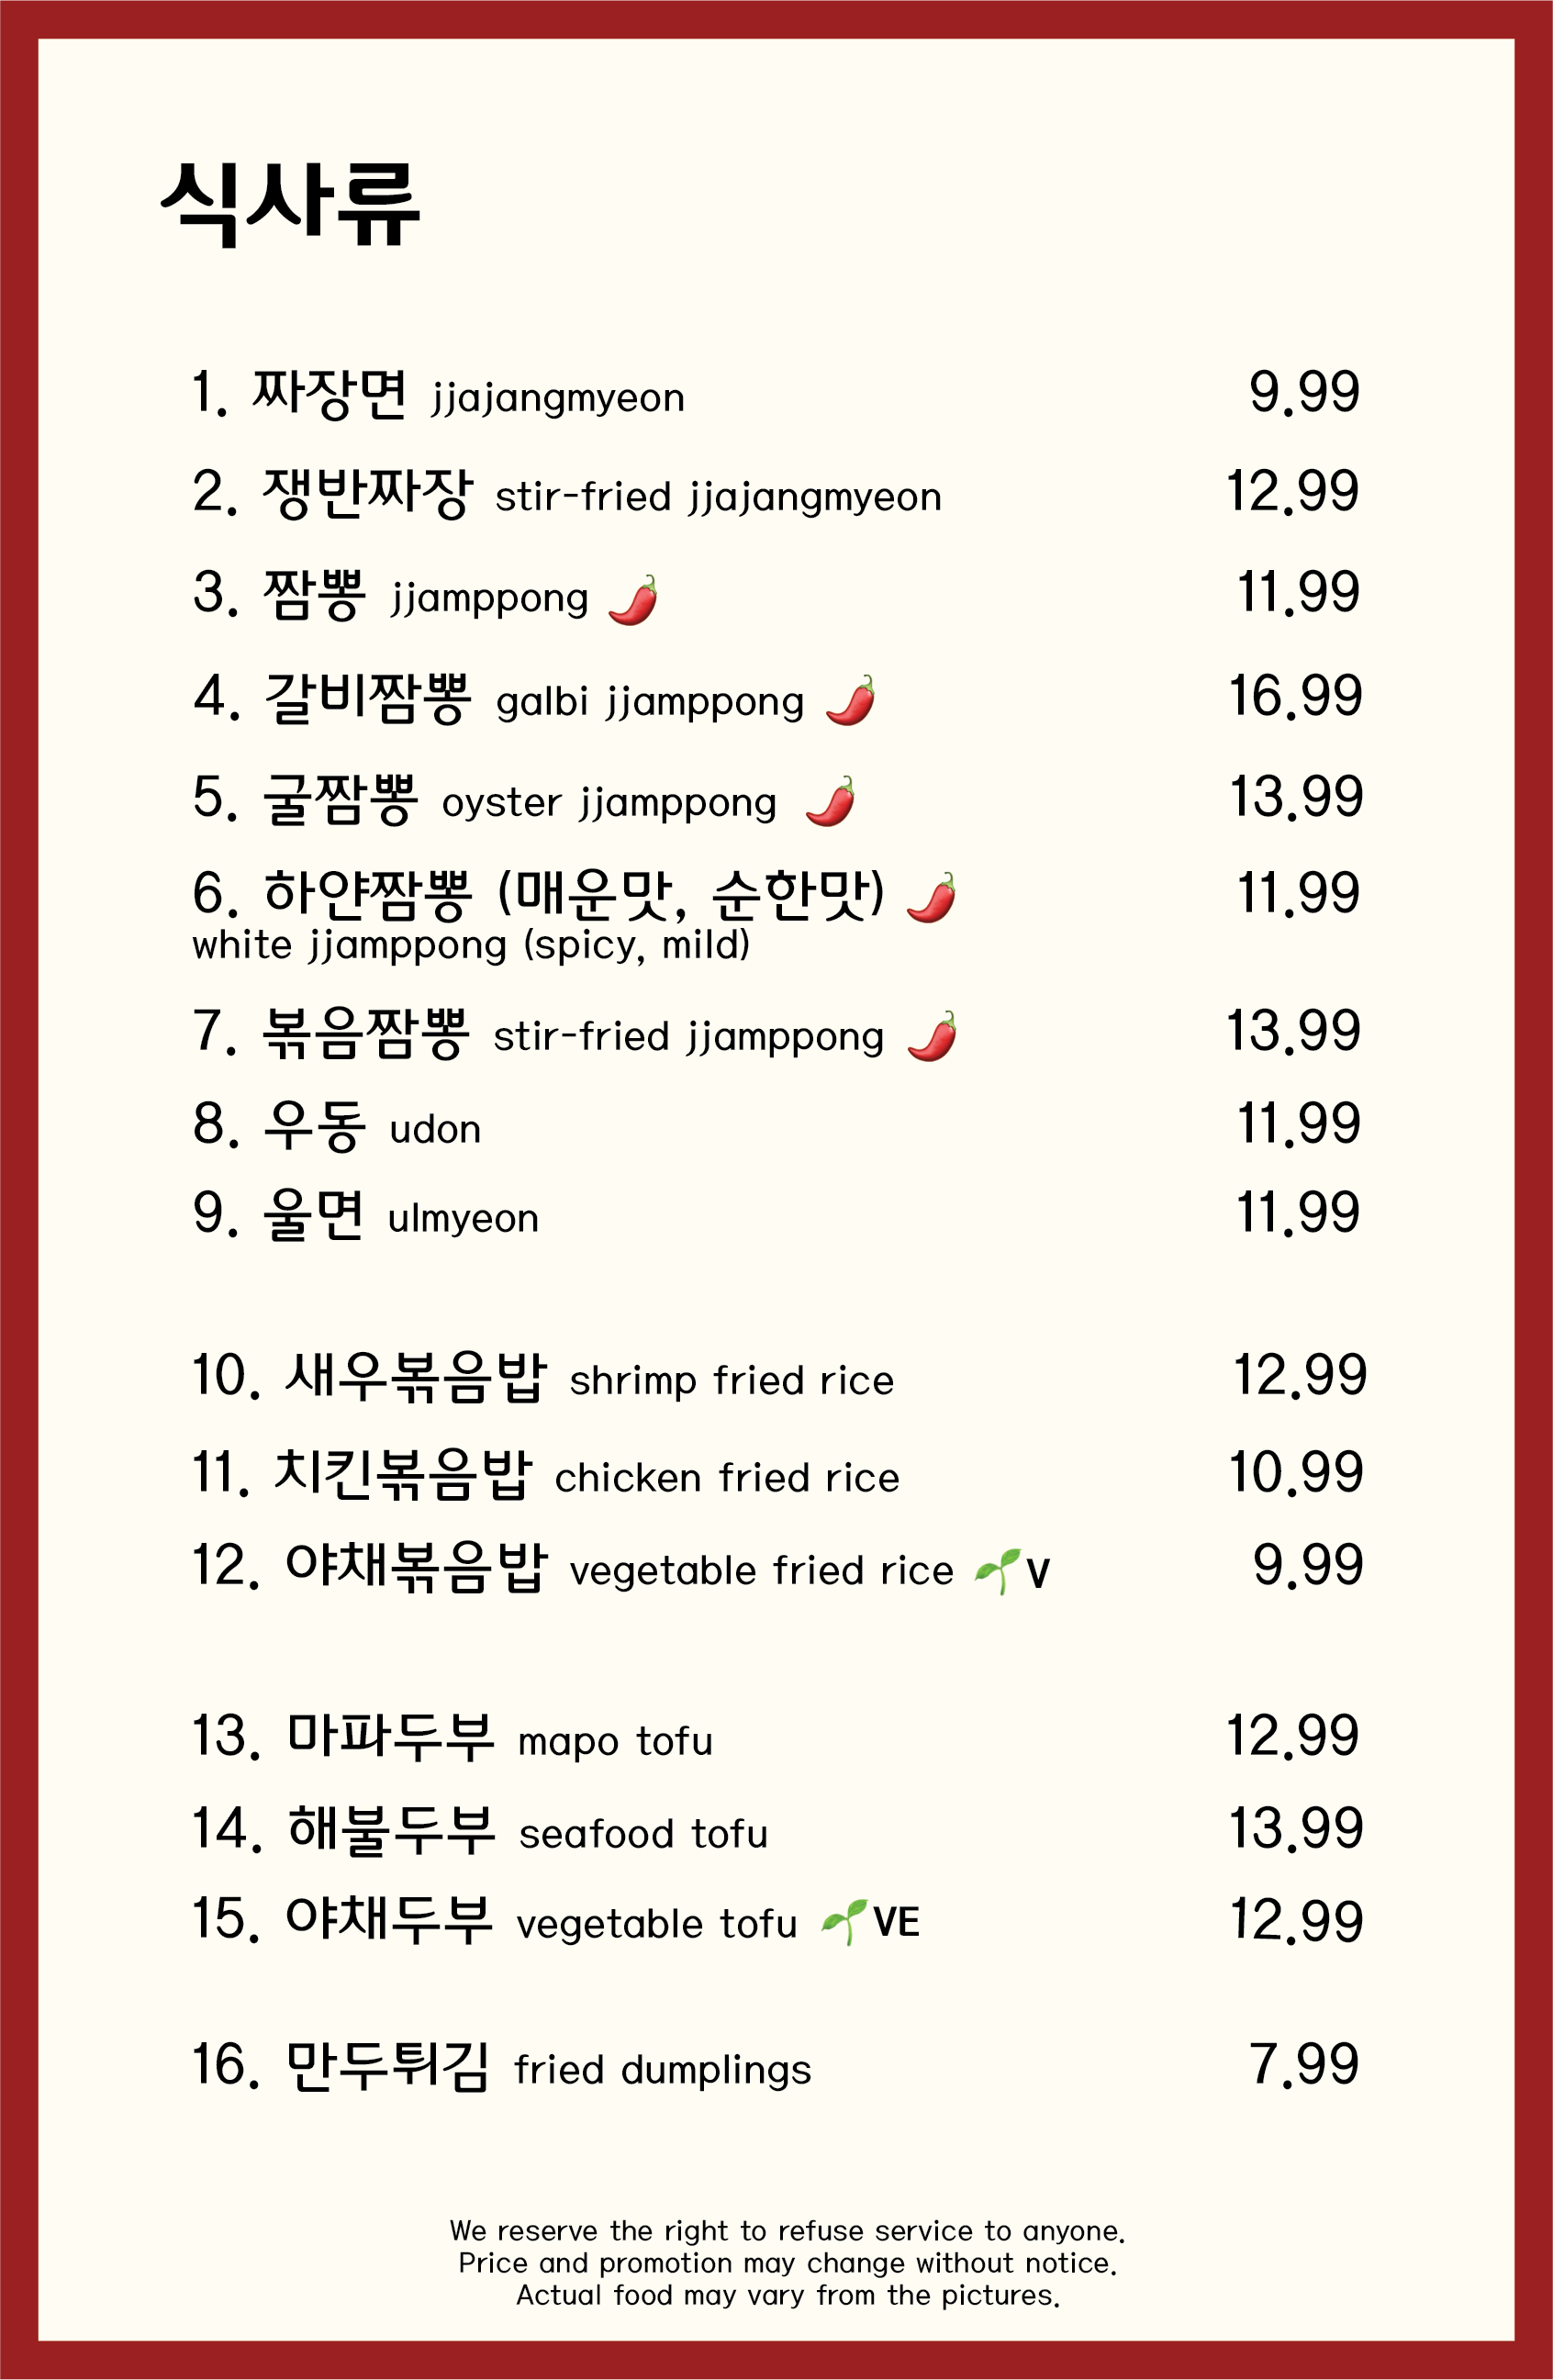 식사류
1. 짜장면 jjajangmyeon 9.99
2. 쟁반짜장 stir-fried jjajangmyeon 12.99
3. 짬뽕 jjamppong 11.99
4. 갈비짬뽕 galbi jjamppong 16.99
5. 굴짬뽕 oyster jjamppong 13.99
6. 하얀짬뽕 (매운맛, 순한맛) 11.99
white jjamppong (spicy, mild)
7. 볶음짬뽕 stir-fried jjamppong 13.99
8. 우동 udon 11.99
9. 울면 ulmyeon 11.99
10. 새우볶음밥 shrimp fried rice 12.99
11. 치킨볶음밥 chicken fried rice 10.99
12. 야채볶음밥 vegetable fried rice V 9.99
13. 마파두부 mapo tofu 12.99
14. 해불두부 seafood tofu 13.99
15. 야채두부 vegetable tofu VE 12.99
16. 만두튀김 fried dumplings 7.99
We reserve the right to refuse service to anyone.
Price and promotion may change without notice.
Actual food may vary from the pictures.